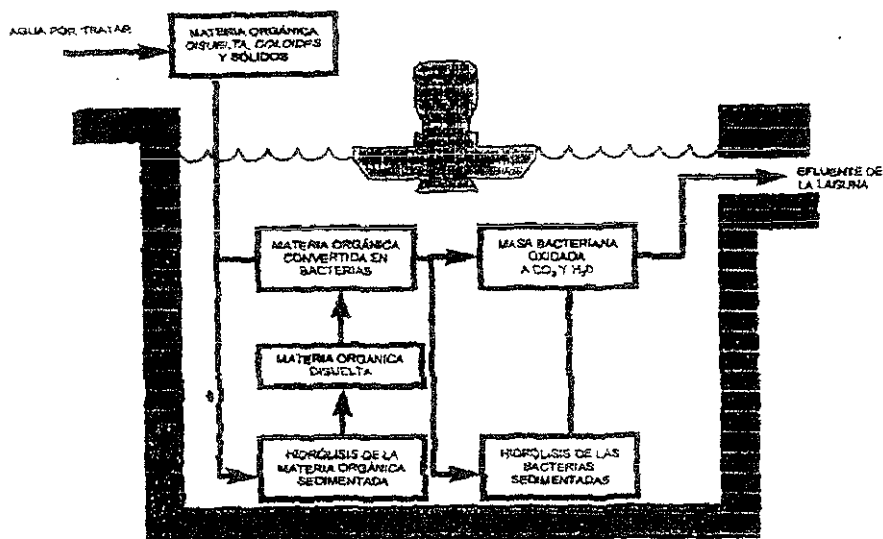 AGUA POR TRATAR
MATERIA ORGÁNICA
DISUELTA, COLOIDES
Y SÓLIDOS
EFLUENTE DE
LA LAGUNA
MATERIA ORGÁNICA
CONVERTIDA EN
BACTERIAS
MASA BACTERIANA
OXIDADA
A CO₂ Y H₂O
MATERIA ORGANICA
DISUELTA
HIDRÓLISIS DE LA
MATERIA ORGÁNICA
SEDIMENTADA
HIDRÓLISIS DE LAS
BACTERIAS
SEDIMENTADAS